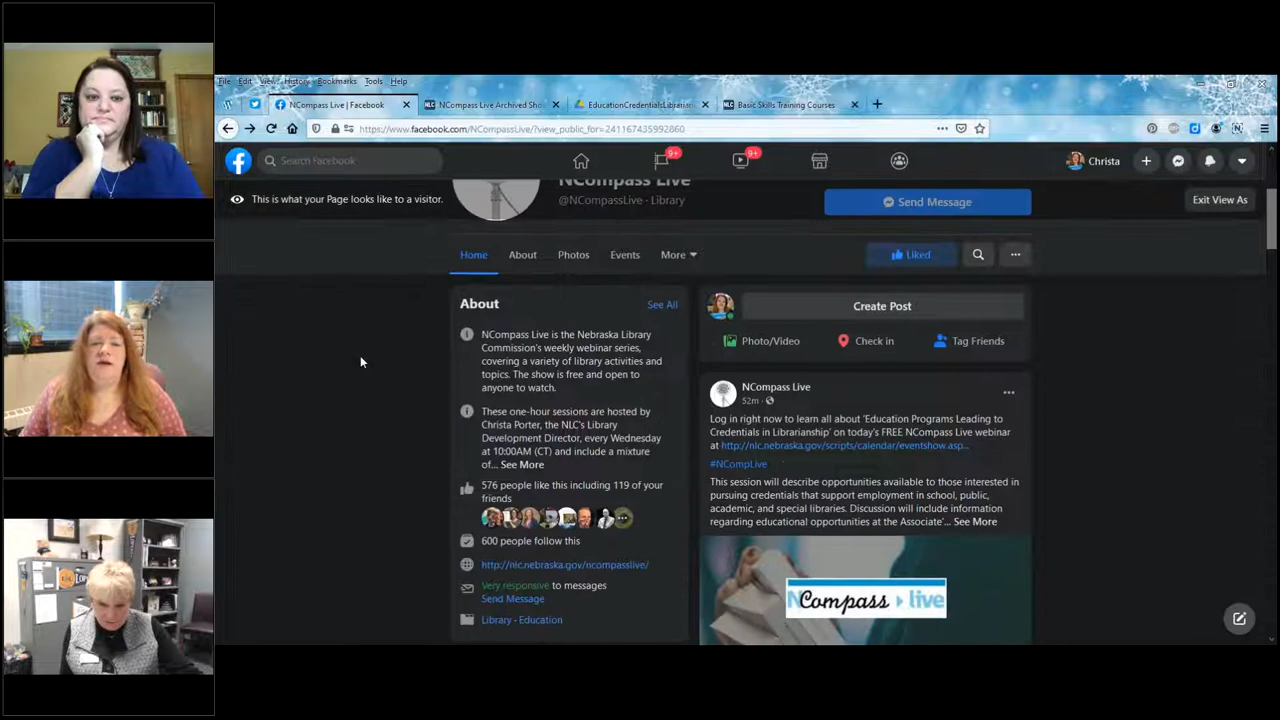 File Edit View History Bookmarks Tools Help
NCompass Live | Facebook
NLC NCompass Live Archived Sho
EducationCredentialsLibrarian
NLC Basic Skills Training Courses
https://www.facebook.com/NCompassLive/?view_public_for=241167435992860
Search Facebook
9+
9+
Christa
This is what your Page looks like to a visitor.
Exit View As
NCompass Live
@NCompassLive · Library
Send Message
Home About Photos Events More
Liked
About
See All
NCompass Live is the Nebraska Library
Commission's weekly webinar series,
covering a variety of library activities and
topics. The show is free and open to
anyone to watch.
These one-hour sessions are hosted by
Christa Porter, the NLC's Library
Development Director, every Wednesday
at 10:00AM (CT) and include a mixture
of... See More
576 people like this including 119 of your
friends
600 people follow this
http://nlc.nebraska.gov/ncompasslive/
Very responsive to messages
Send Message
Library · Education
Create Post
Photo/Video
Check in
Tag Friends
NCompass Live
52m ·
Log in right now to learn all about 'Education Programs Leading to
Credentials in Librarianship' on today's FREE NCompass Live webinar
at http://nlc.nebraska.gov/scripts/calendar/eventshow.asp...
#NCompLive
This session will describe opportunities available to those interested in
pursuing credentials that support employment in school, public,
academic, and special libraries. Discussion will include information
regarding educational opportunities at the Associate'... See More
NCompass live